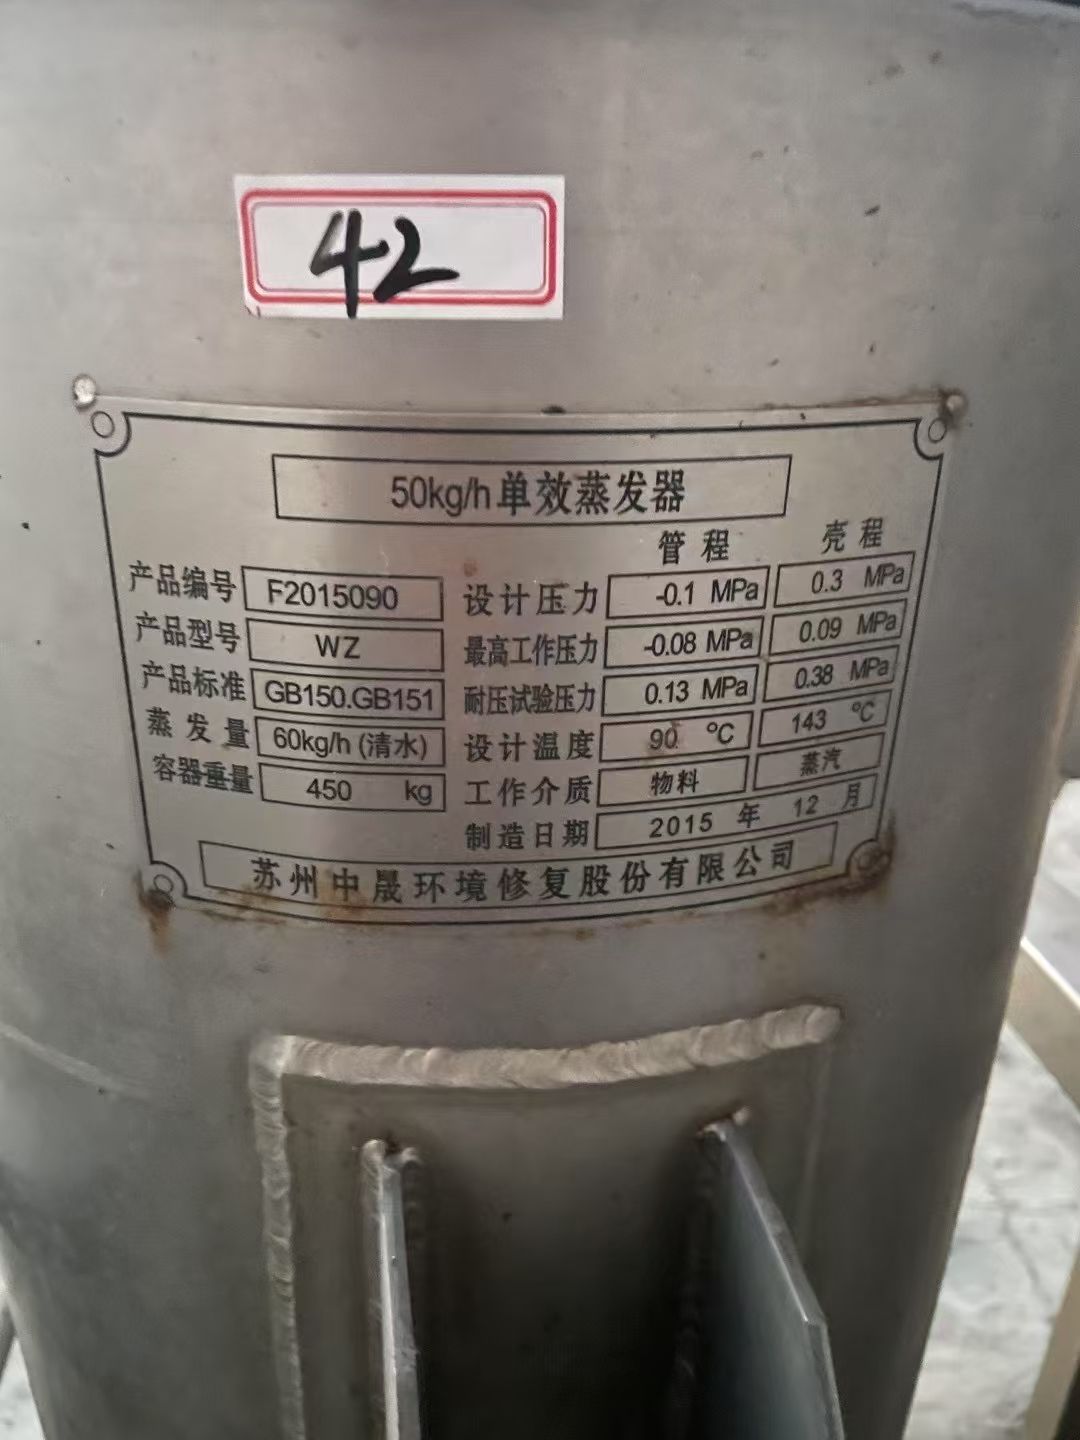 42
50kg/h单效蒸发器
管程 壳程
产品编号 F2015090 设计压力 -0.1 MPa 0.3 MPa
产品型号 WZ 最高工作压力 -0.08 MPa 0.09 MPa
产品标准 GB150.GB151 耐压试验压力 0.13 MPa 0.38 MPa
蒸发量 60kg/h (清水) 设计温度 90 ℃ 143 ℃
容器重量 450 kg 工作介质 物料 蒸汽
制造日期 2015 年 12 月
苏州中晟环境修复股份有限公司